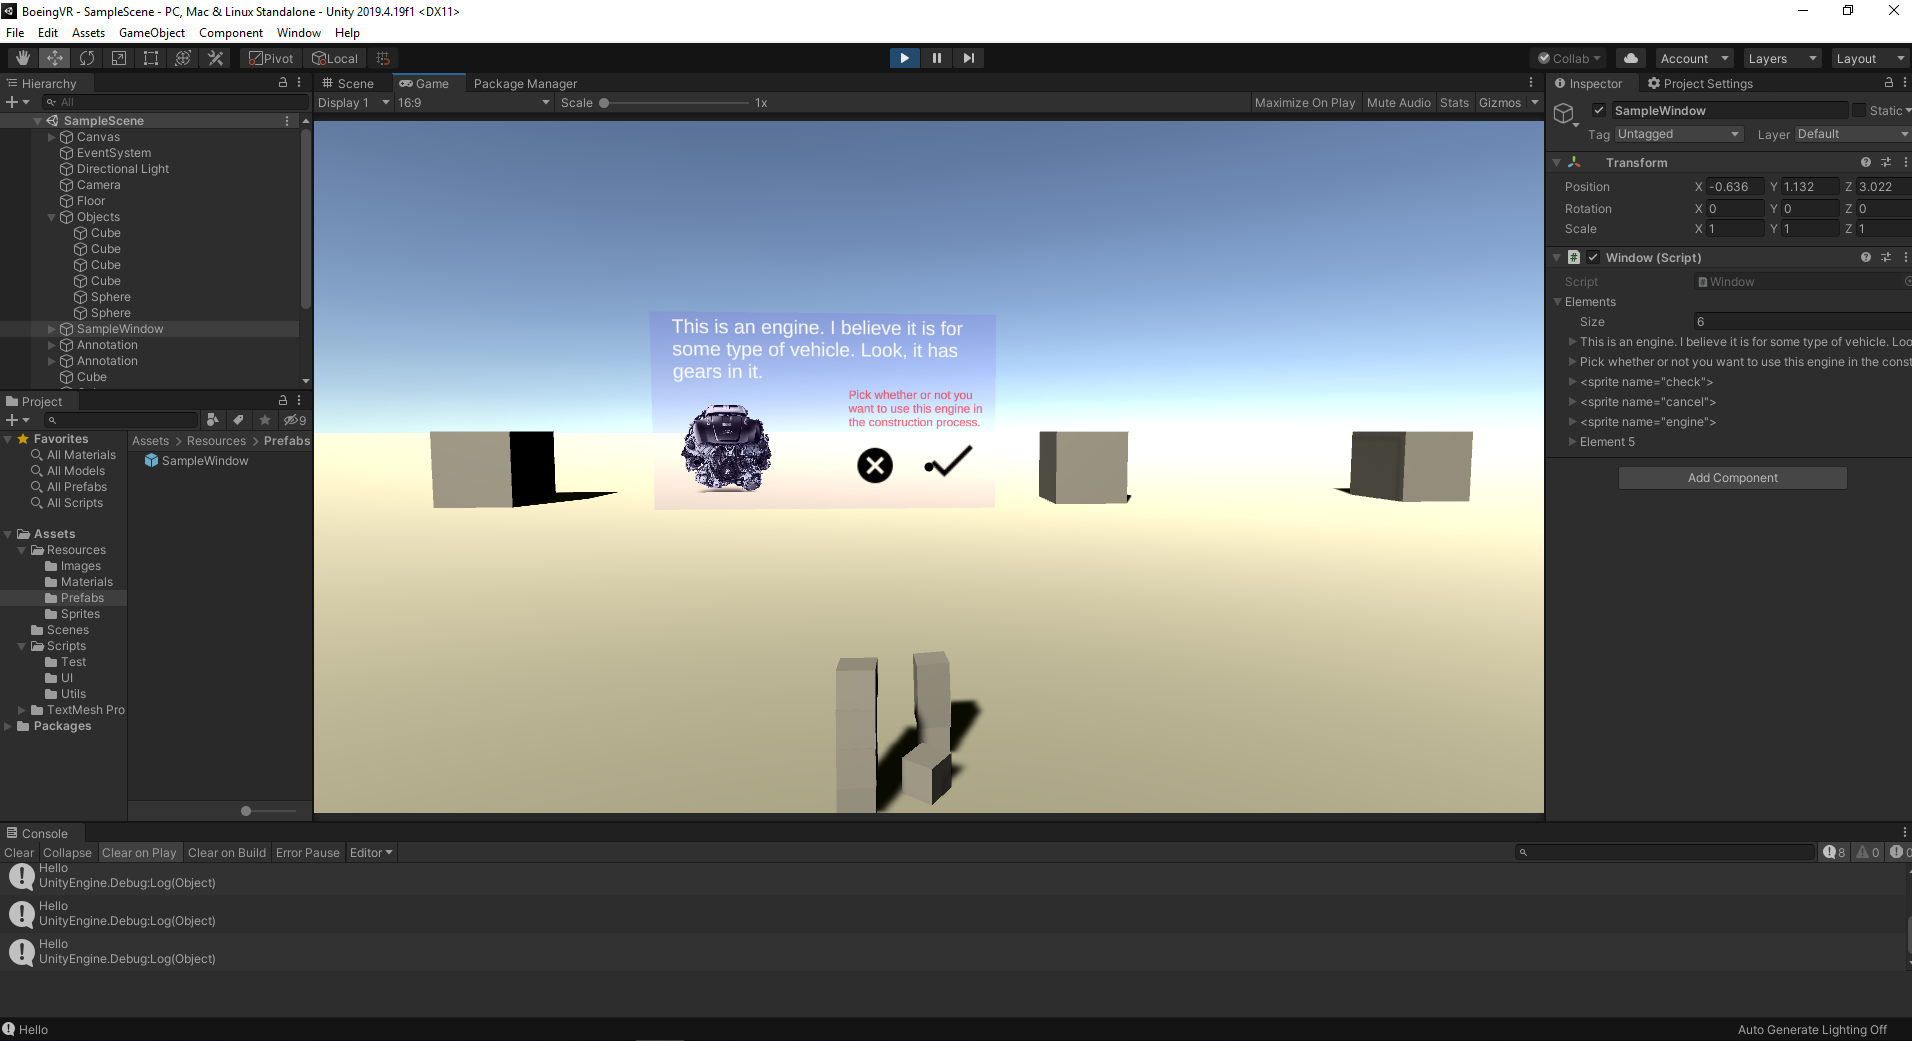 BoeingVR - SampleScene - PC, Mac & Linux Standalone - Unity 2019.4.19f1 <DX11>
File Edit Assets GameObject Component Window Help
Pivot Local Collab Account Layers Layout
Hierarchy
All
SampleScene
Canvas
EventSystem
Directional Light
Camera
Floor
Objects
Cube
Cube
Cube
Cube
Sphere
Sphere
SampleWindow
Annotation
Annotation
Cube
Project
9
Favorites
All Materials
All Models
All Prefabs
All Scripts
Assets
Resources
Images
Materials
Prefabs
Sprites
Scenes
Scripts
Test
UI
Utils
TextMesh Pro
Packages
Assets > Resources > Prefabs
SampleWindow
Scene Game Package Manager
Display 1 16:9 Scale 1x Maximize On Play Mute Audio Stats Gizmos
This is an engine. I believe it is for
some type of vehicle. Look, it has
gears in it.
Pick whether or not you
want to use this engine in
the construction process.
Inspector Project Settings
SampleWindow Static
Tag Untagged Layer Default
Transform
Position X -0.636 Y 1.132 Z 3.022
Rotation X 0 Y 0 Z 0
Scale X 1 Y 1 Z 1
# Window (Script)
Script Window
Elements
Size 6
This is an engine. I believe it is for some type of vehicle. Loo
Pick whether or not you want to use this engine in the const
<sprite name="check">
<sprite name="cancel">
<sprite name="engine">
Element 5
Add Component
Console
Clear Collapse Clear on Play Clear on Build Error Pause Editor 8 0 0
Hello
UnityEngine.Debug:Log(Object)
Hello
UnityEngine.Debug:Log(Object)
Hello
UnityEngine.Debug:Log(Object)
Hello
Auto Generate Lighting Off